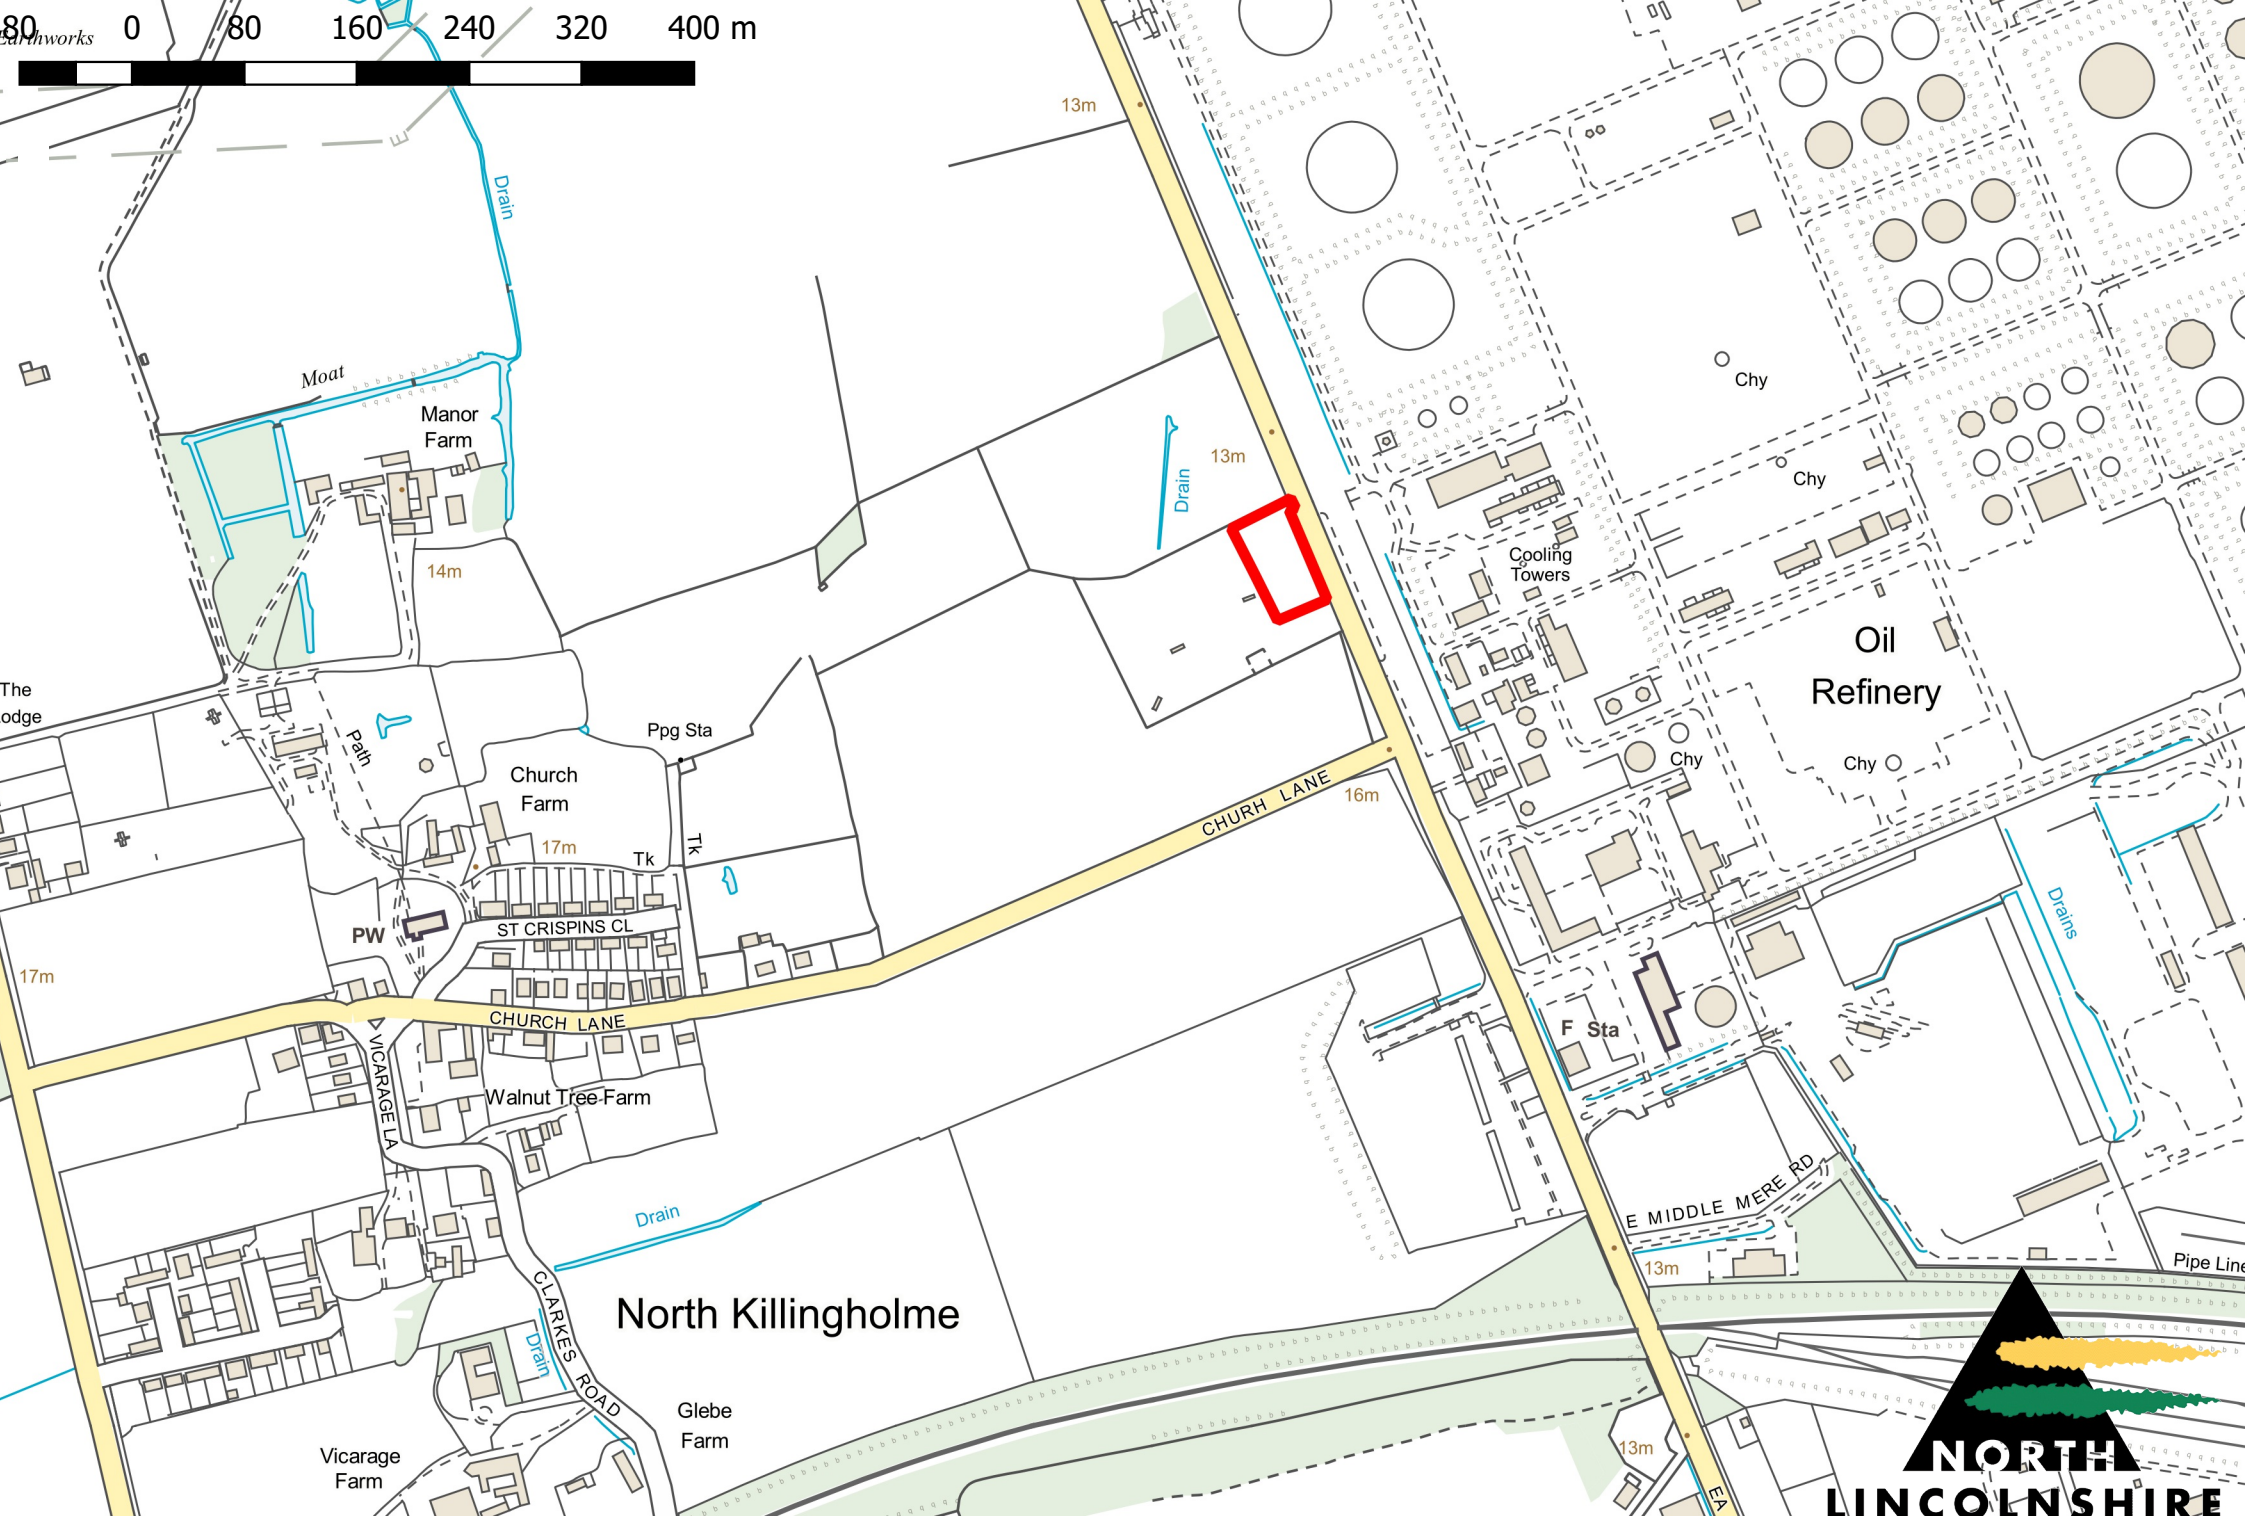 80 0 80 160 240 320 400 m
Earthworks
13m
Drain
Moat
Manor
Farm
Chy
13m
Drain
Chy
Cooling
Towers
14m
Oil
Refinery
The
odge
Path
Ppg Sta
Church
Farm
Chy
Chy
CHURH LANE
16m
17m
Tk
Tk
PW
ST CRISPINS CL
Drains
17m
CHURCH LANE
F Sta
VICARAGE LA
Walnut Tree Farm
E MIDDLE MERE RD
Drain
13m
Pipe Line
CLARKES ROAD
North Killingholme
Drain
Glebe
Farm
Vicarage
Farm
13m
EA
NORTH
LINCOLNSHIRE